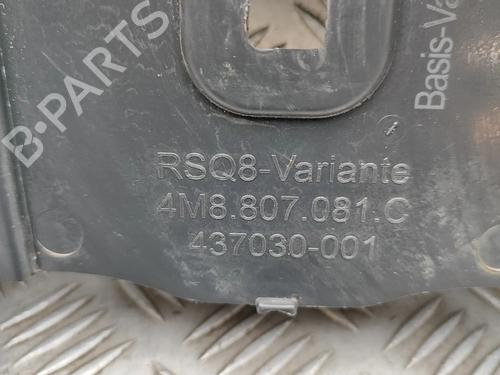 B-PARTS
Basis-Va
RSQ8-Variante
4M8.807.081.C
437030-001